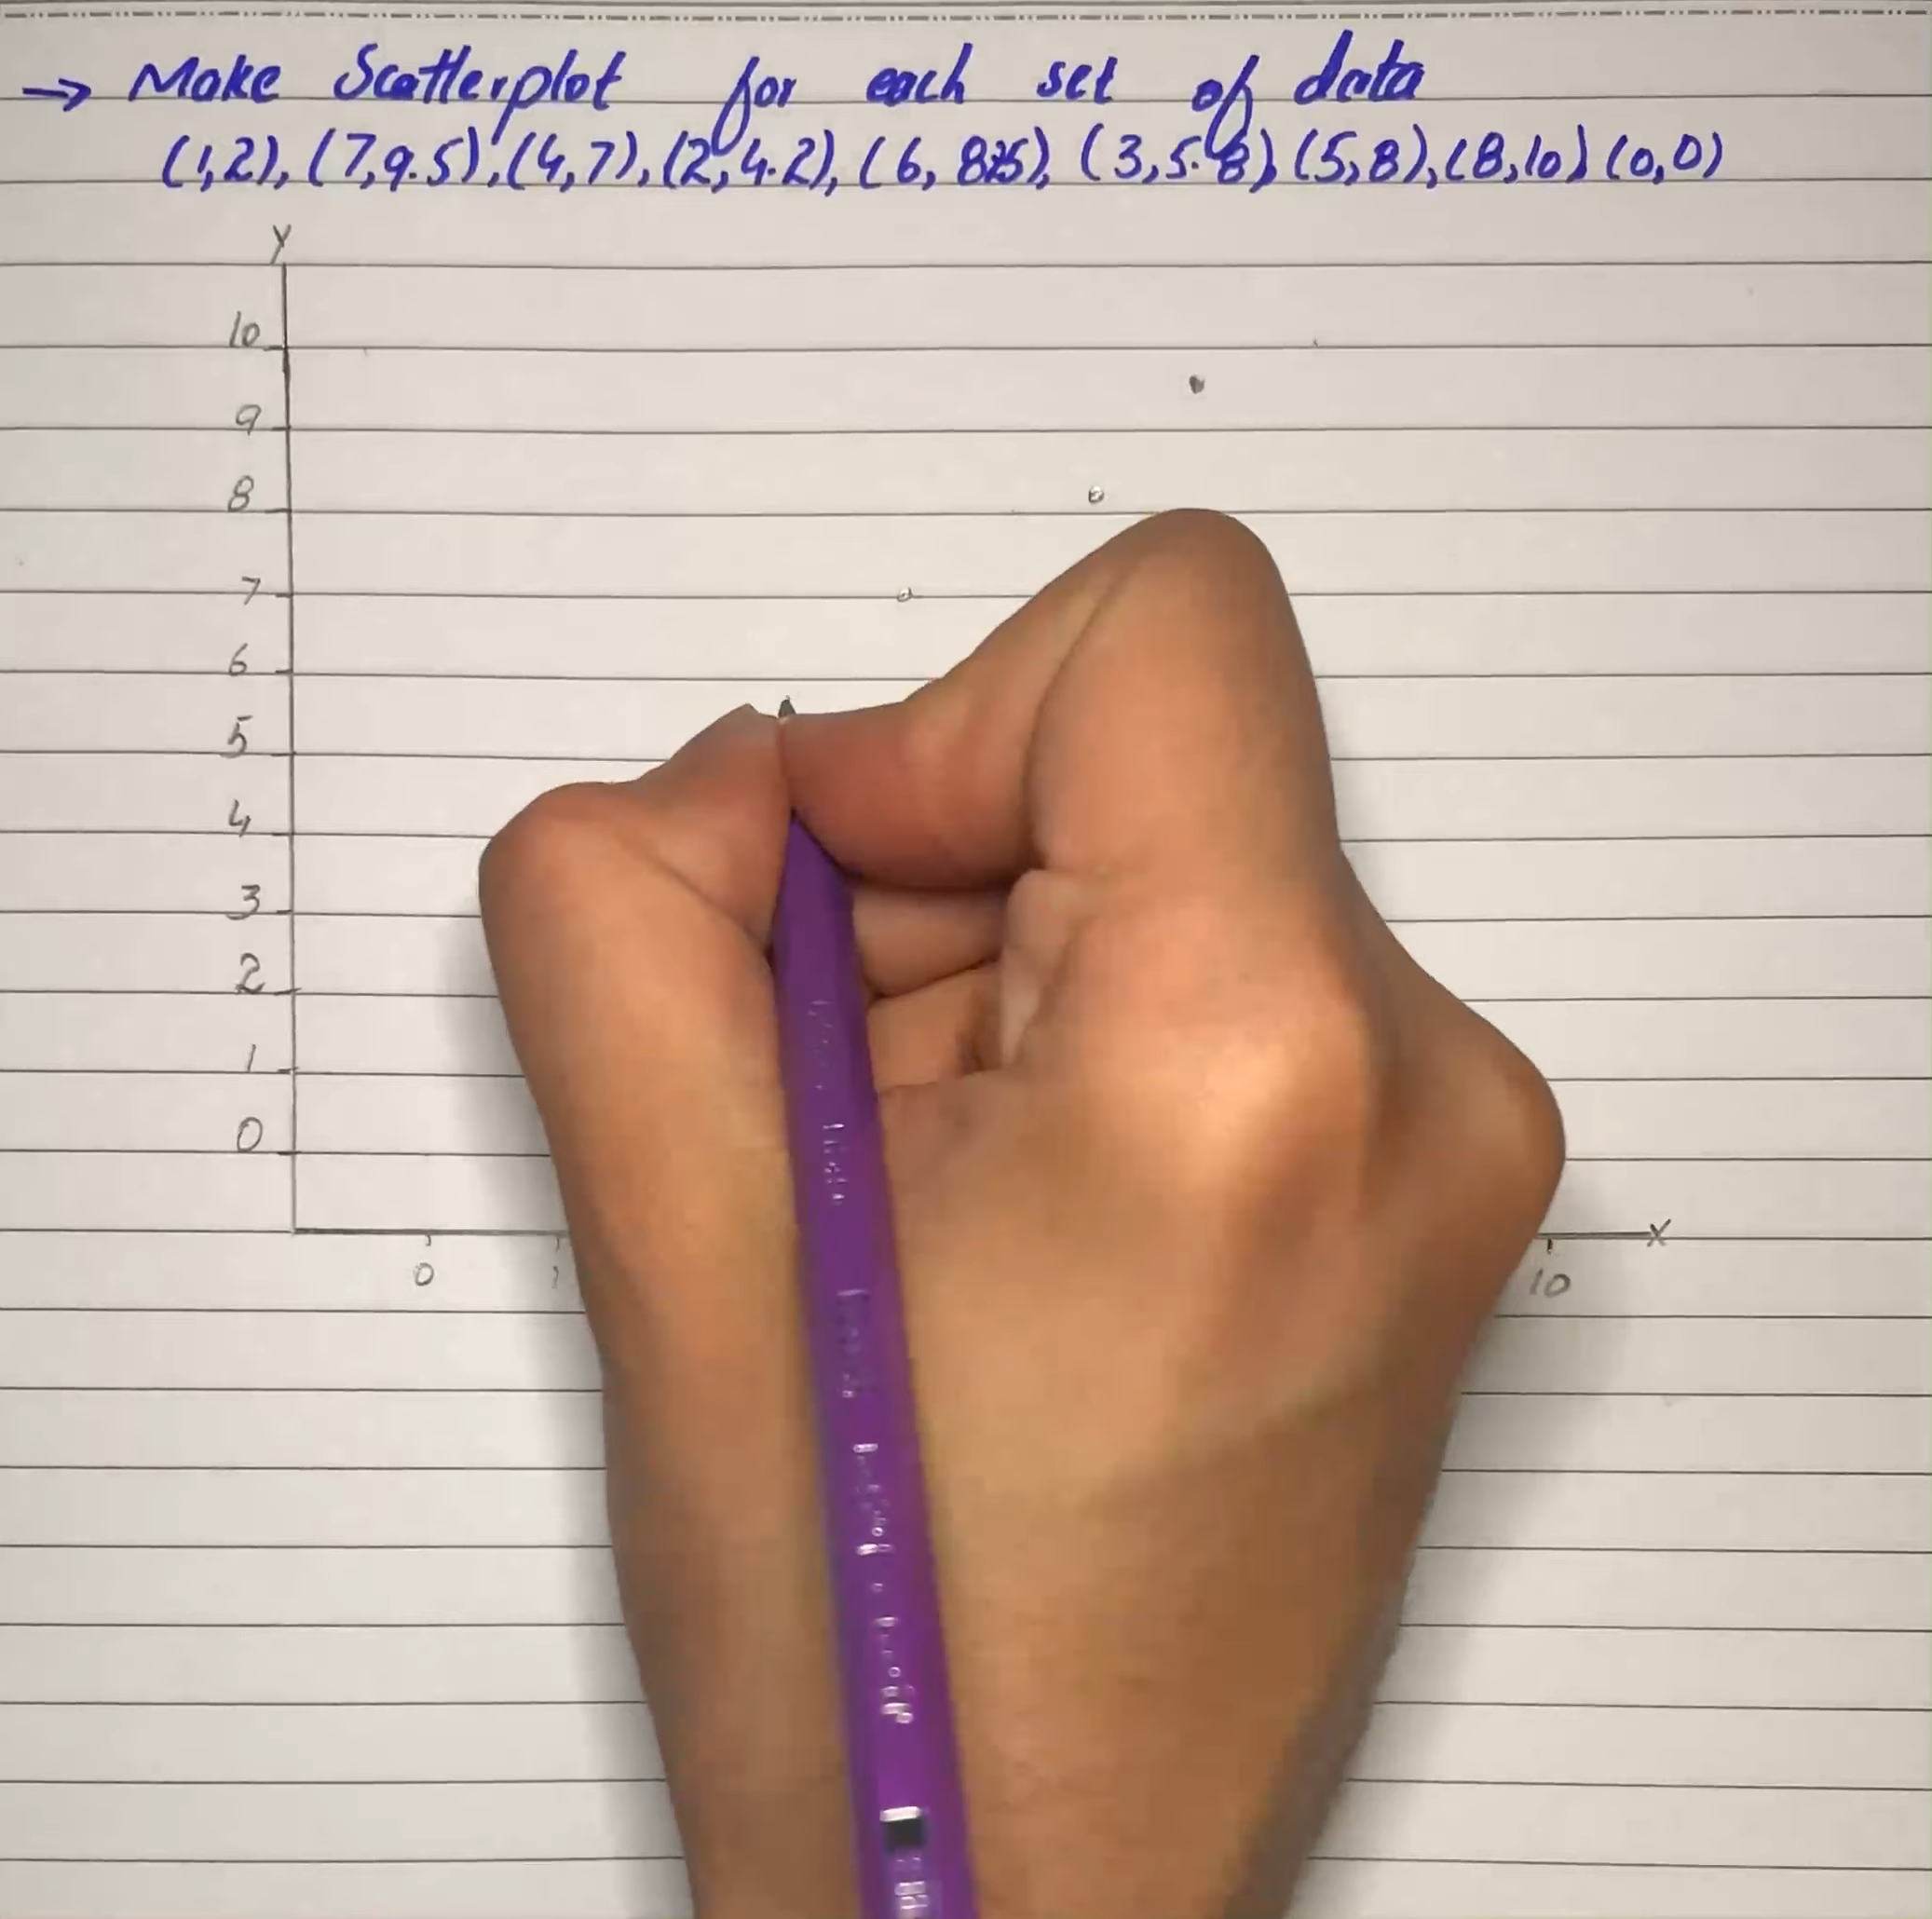 → Make Scatterplot for each set of data
(1,2), (7,9.5), (4,7), (2,4.2), (6, 8.25), (3,5.8), (5,8), (8,10) (0,0)
Y
10
9
8
7
6
5
4
3
2
1
0
X
0 1 10